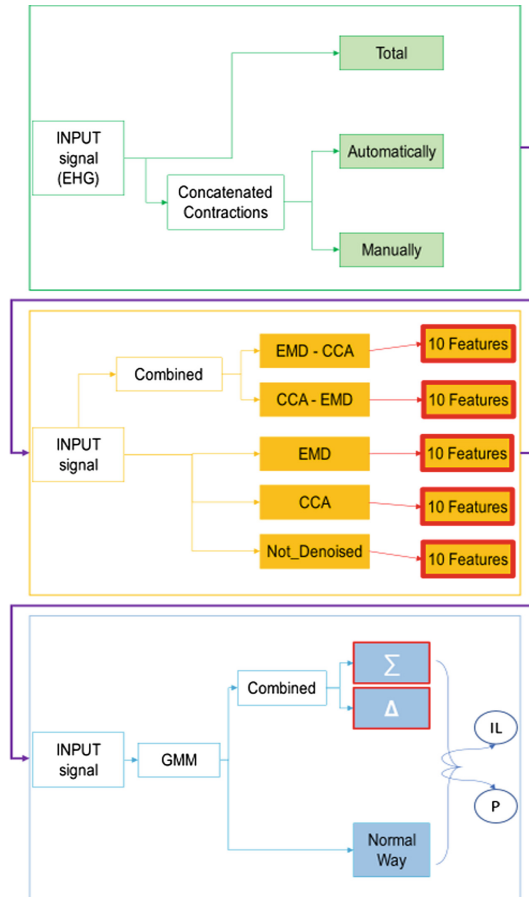 Total
INPUT
signal
(EHG)
Automatically
Concatenated
Contractions
Manually
EMD - CCA
10 Features
Combined
CCA - EMD
10 Features
INPUT
signal
EMD
10 Features
CCA
10 Features
Not_Denoised
10 Features
∑
Combined
Δ
IL
INPUT
signal
GMM
P
Normal
Way